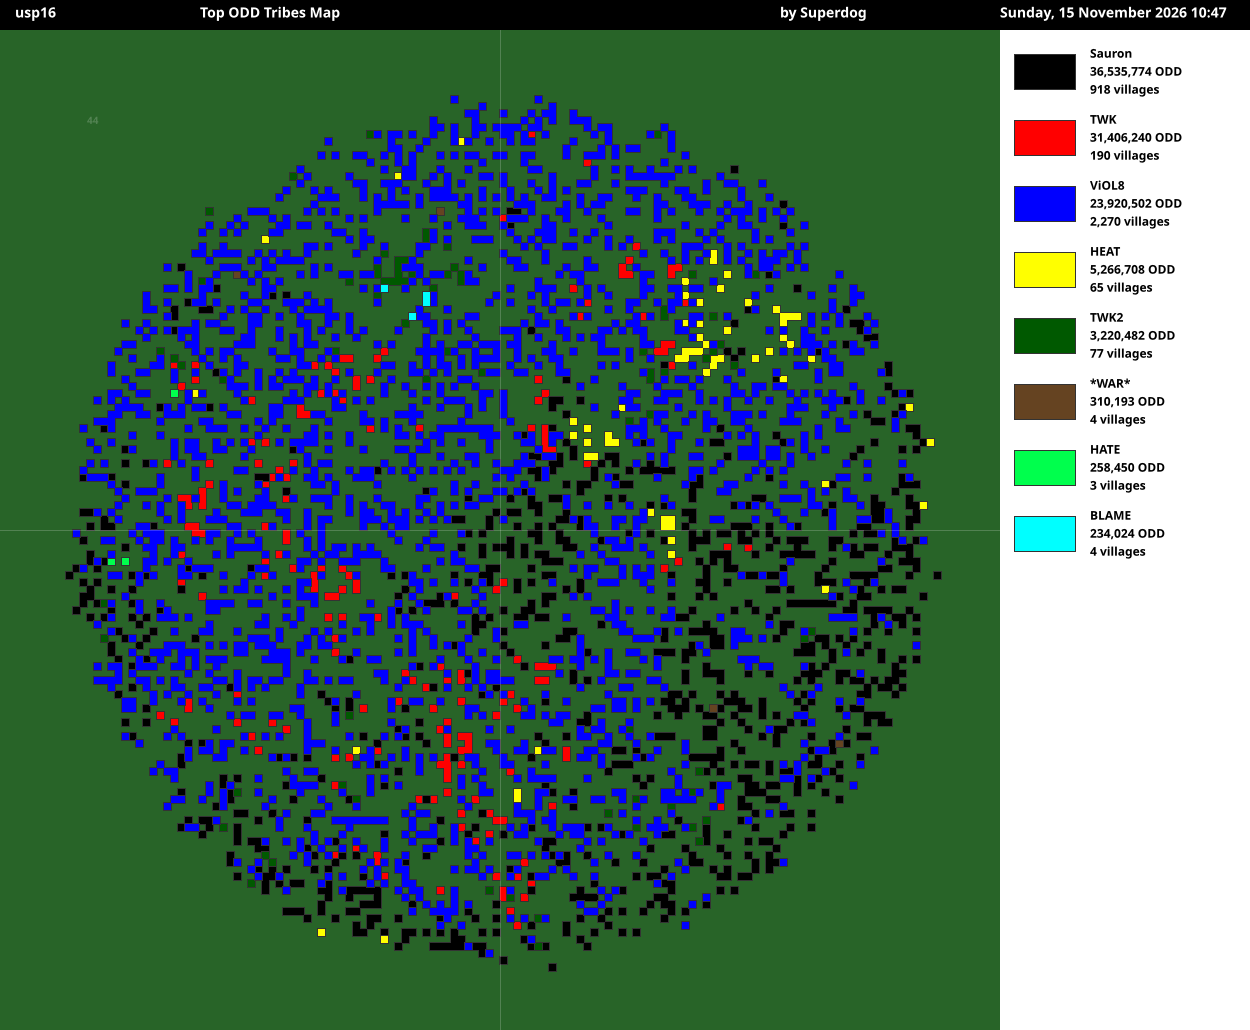 usp16 Top ODD Tribes Map by Superdog Sunday, 15 November 2026 10:47
44
Sauron
36,535,774 ODD
918 villages
TWK
31,406,240 ODD
190 villages
ViOL8
23,920,502 ODD
2,270 villages
HEAT
5,266,708 ODD
65 villages
TWK2
3,220,482 ODD
77 villages
*WAR*
310,193 ODD
4 villages
HATE
258,450 ODD
3 villages
BLAME
234,024 ODD
4 villages